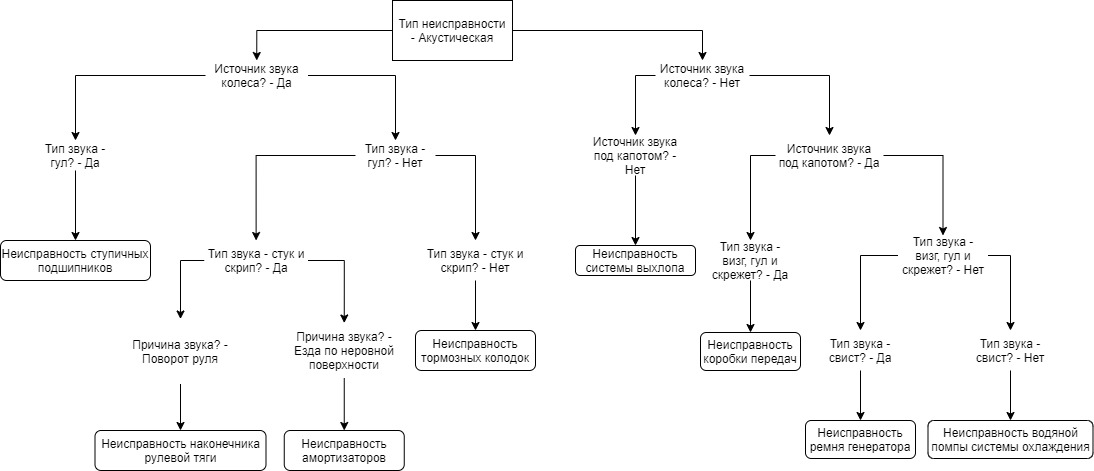 Тип неисправности
- Акустическая
Источник звука
колеса? - Да
Источник звука
колеса? - Нет
Тип звука -
гул? - Да
Тип звука -
гул? - Нет
Источник звука
под капотом? -
Нет
Источник звука
под капотом? - Да
Неисправность ступичных
подшипников
Тип звука - стук и
скрип? - Да
Тип звука - стук и
скрип? - Нет
Неисправность
системы выхлопа
Тип звука -
визг, гул и
скрежет? - Да
Тип звука -
визг, гул и
скрежет? - Нет
Причина звука? -
Поворот руля
Причина звука? -
Езда по неровной
поверхности
Неисправность
тормозных колодок
Неисправность
коробки передач
Тип звука -
свист? - Да
Тип звука -
свист? - Нет
Неисправность наконечника
рулевой тяги
Неисправность
амортизаторов
Неисправность
ремня генератора
Неисправность водяной
помпы системы охлаждения